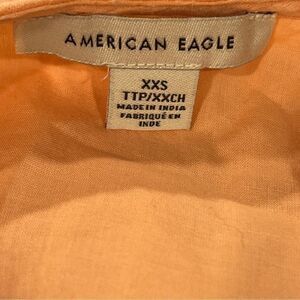 AMERICAN EAGLE
XXS
TTP/XXCH
MADE IN INDIA
FABRIQUÉ EN
INDE